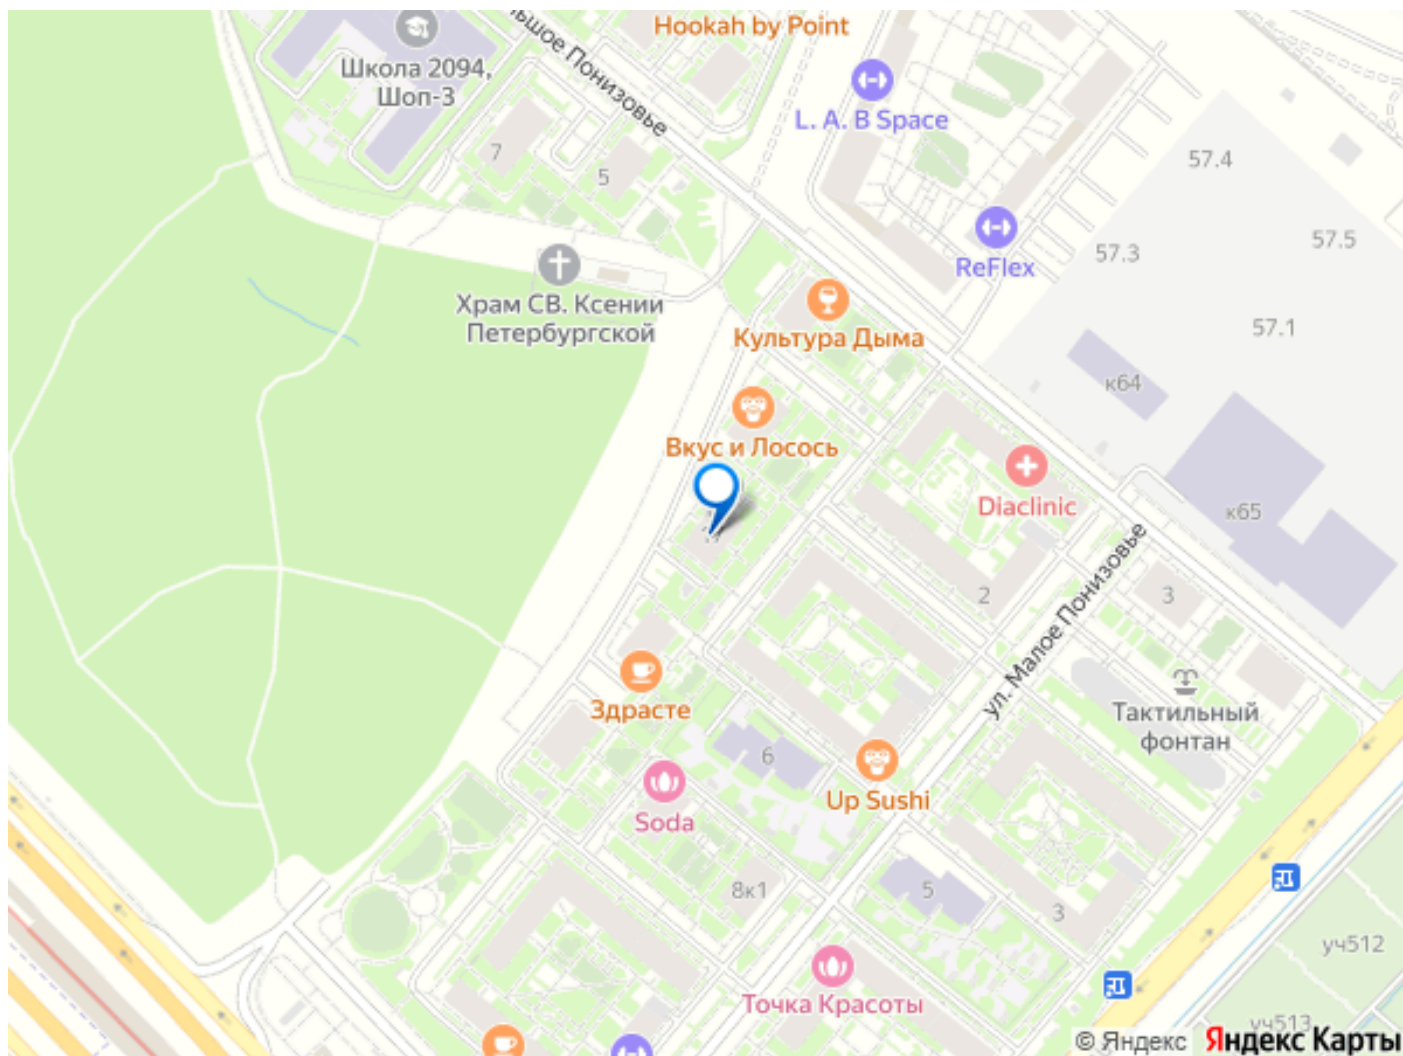 Hookah by Point
Школа 2094,
Шоп-3
ьшое Понизовье
L. A. B Space
7
5
57.4
57.3
57.5
57.1
ReFlex
Храм СВ. Ксении
Петербургской
Культура Дыма
к64
Вкус и Лосось
Diaclinic
к65
2
3
ул. Малое Понизовье
Здрасте
Тактильный
фонтан
6
Up Sushi
Soda
8к1
5
3
уч512
Точка Красоты
уч513
© Яндекс Яндекс Карты